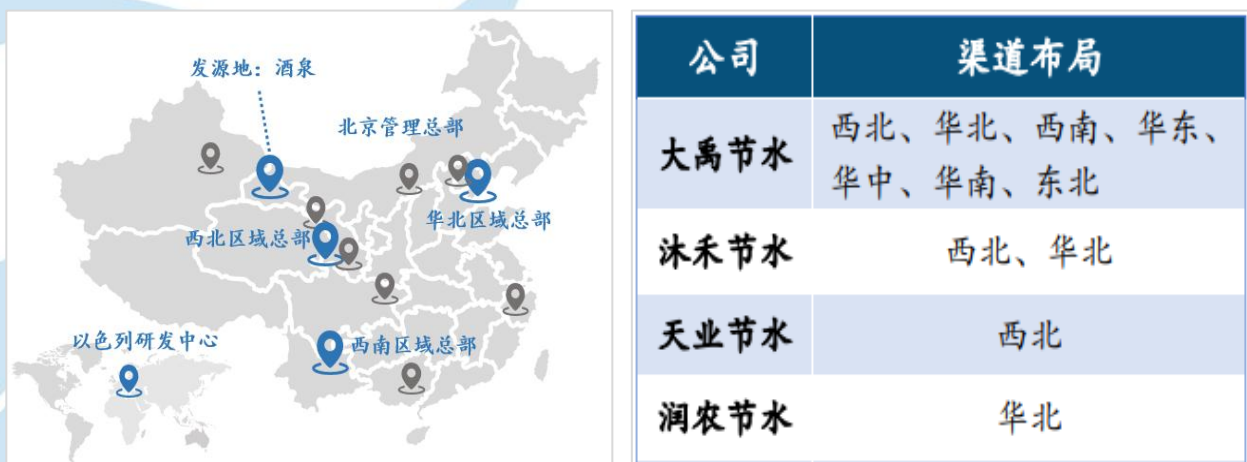 发源地：酒泉
北京管理总部
华北区域总部
西北区域总部
以色列研发中心
西南区域总部
公司 渠道布局
大禹节水 西北、华北、西南、华东、
华中、华南、东北
沐禾节水 西北、华北
天业节水 西北
润农节水 华北